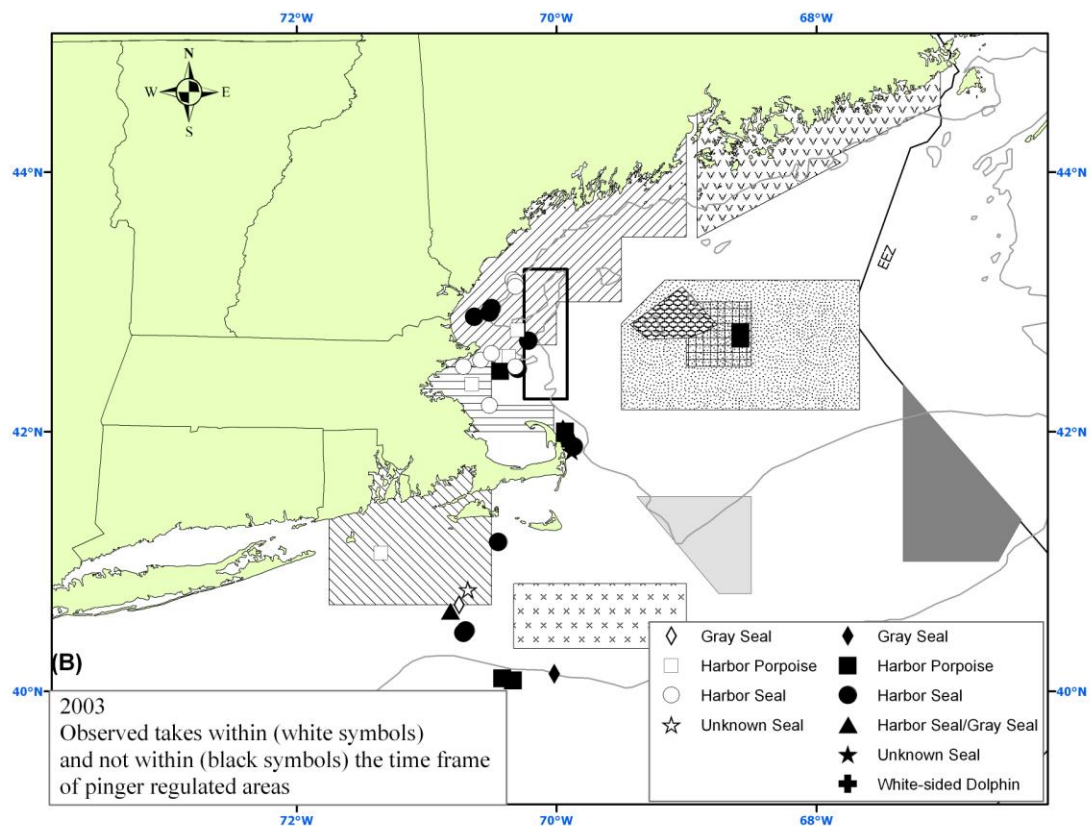 72°W 70°W 68°W
N
W E
S
44°N 44°N
EEZ
42°N 42°N
(B)
40°N 40°N
Gray Seal Gray Seal
Harbor Porpoise Harbor Porpoise
Harbor Seal Harbor Seal
Unknown Seal Harbor Seal/Gray Seal
Unknown Seal
White-sided Dolphin
2003
Observed takes within (white symbols)
and not within (black symbols) the time frame
of pinger regulated areas
72°W 70°W 68°W